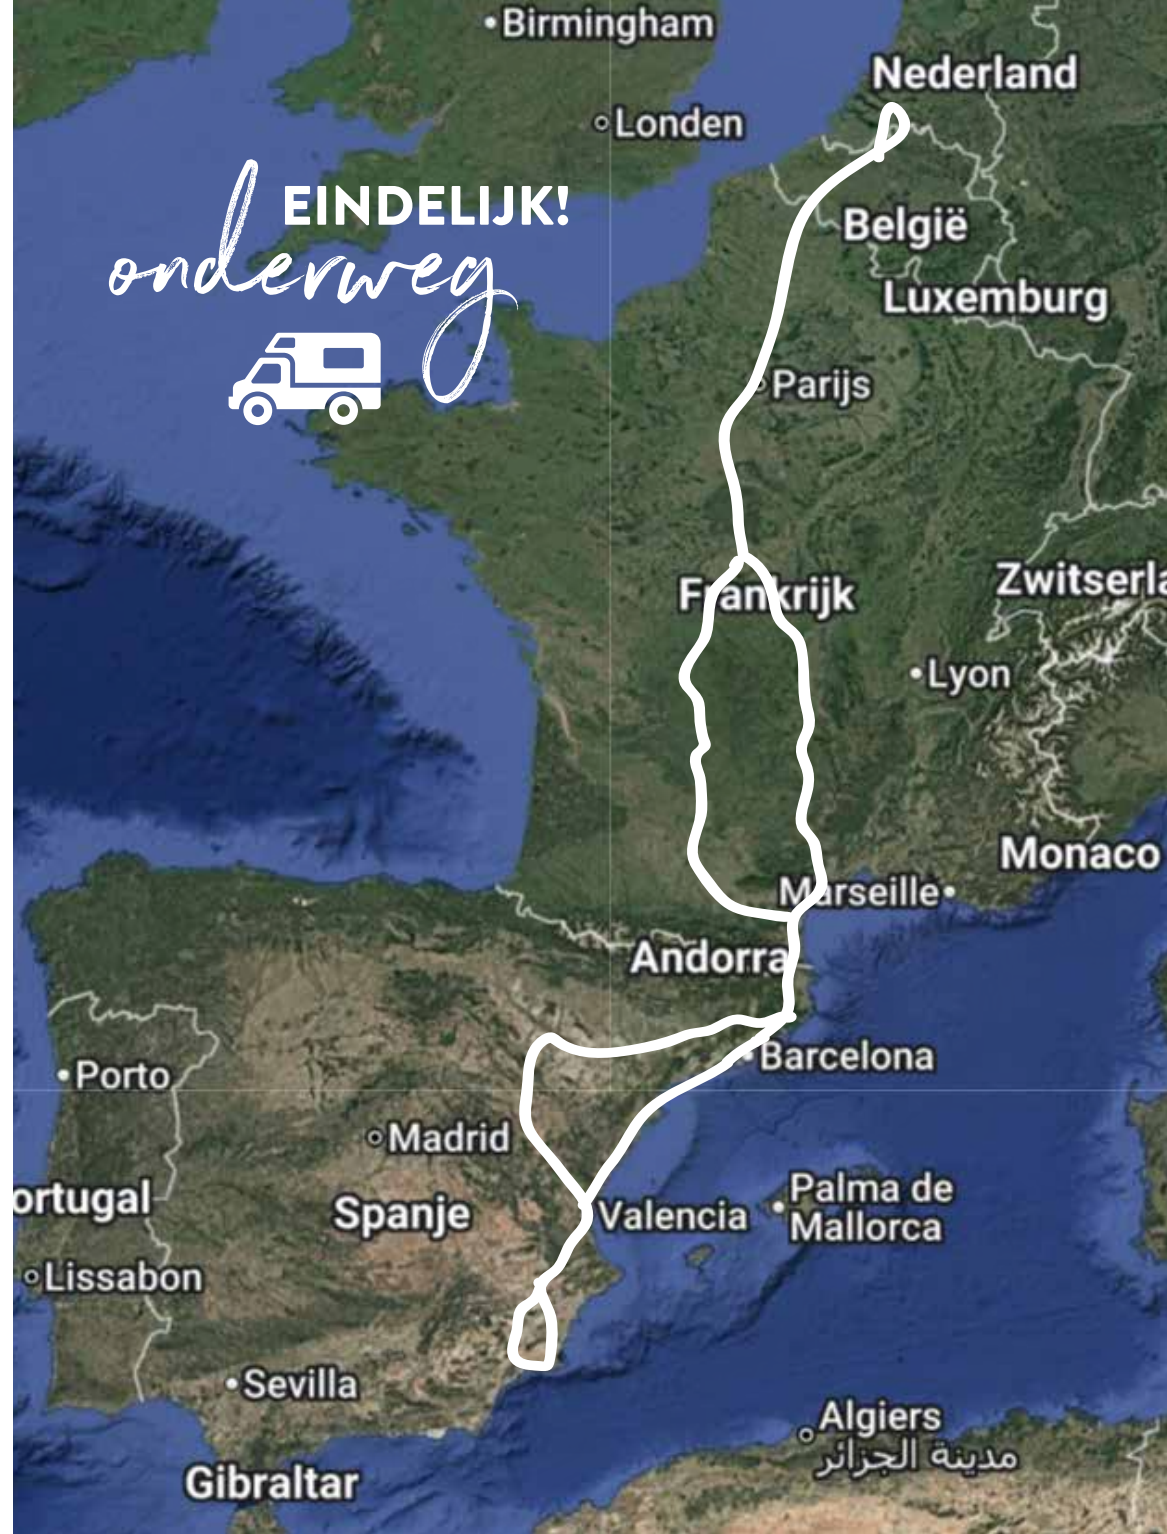 Birmingham
Nederland
Londen
EINDELIJK!
onderweg
België
Luxemburg
Parijs
Frankrijk
Zwitserla
Lyon
Monaco
Marseille
Andorra
Barcelona
Porto
Madrid
ortugal
Spanje
Valencia
Palma de
Mallorca
Lissabon
Sevilla
Algiers
مدينة الجزائر
Gibraltar